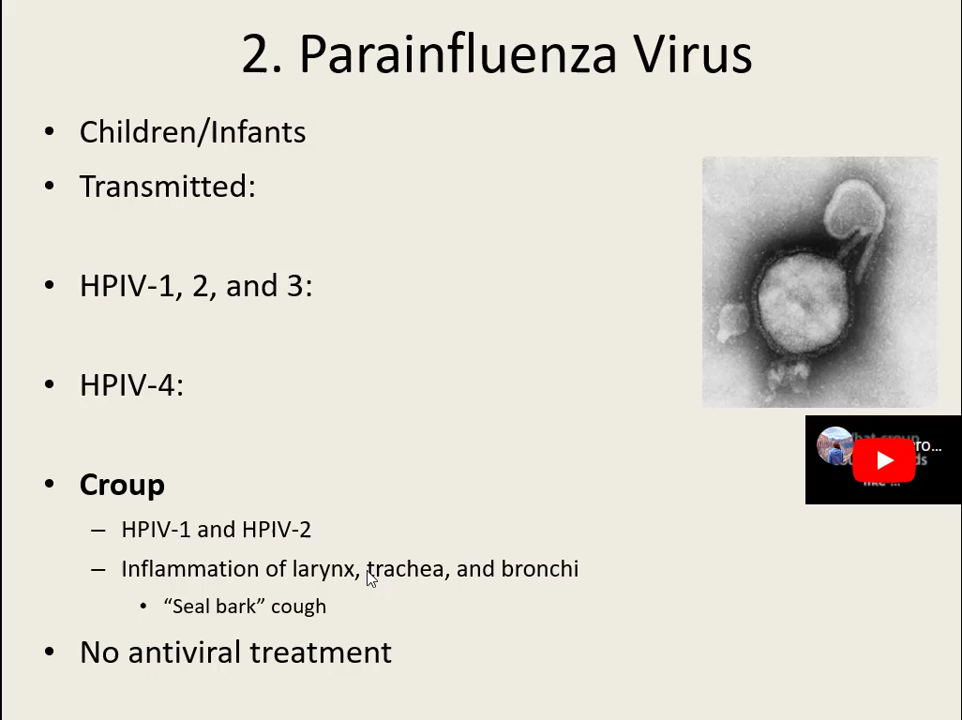 2. Parainfluenza Virus
• Children/Infants
• Transmitted:
• HPIV-1, 2, and 3:
• HPIV-4:
• Croup
– HPIV-1 and HPIV-2
– Inflammation of larynx, trachea, and bronchi
• “Seal bark” cough
• No antiviral treatment